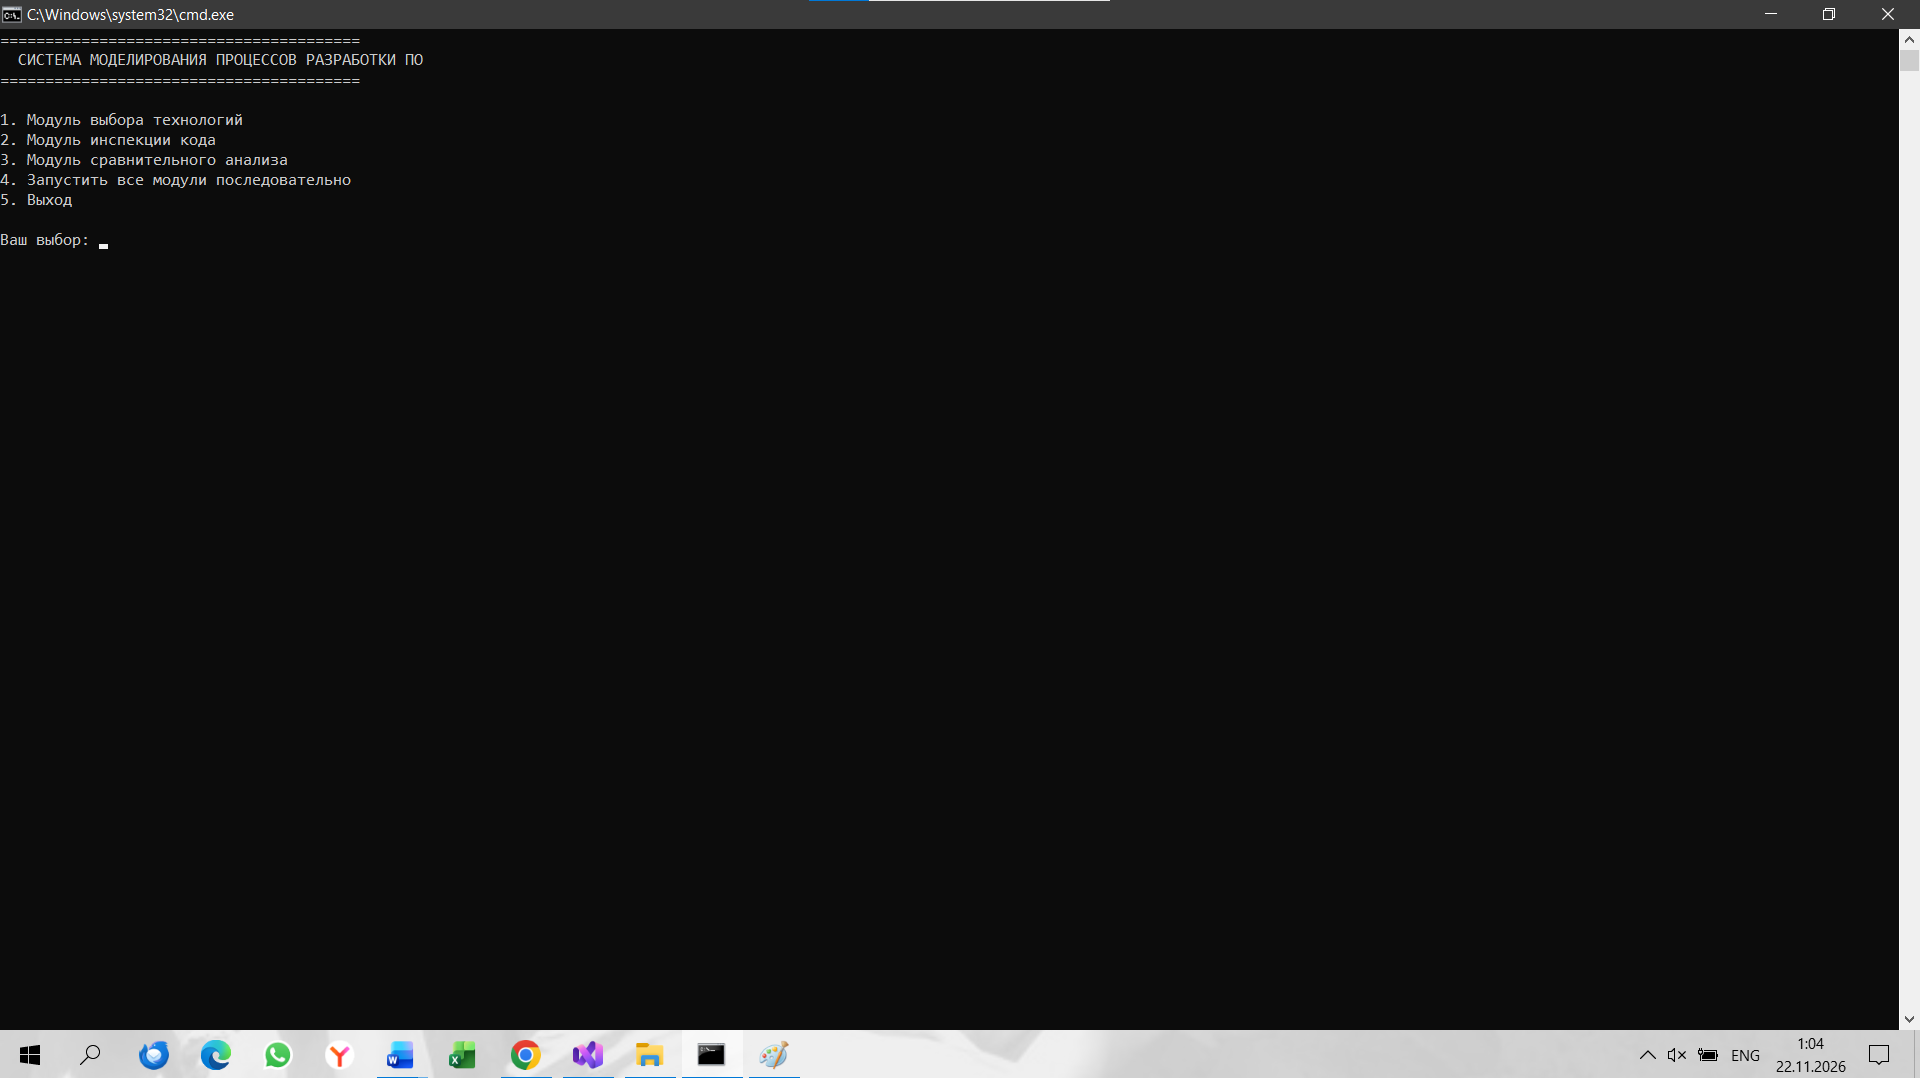 C:\Windows\system32\cmd.exe
========================================
СИСТЕМА МОДЕЛИРОВАНИЯ ПРОЦЕССОВ РАЗРАБОТКИ ПО
========================================
1. Модуль выбора технологий
2. Модуль инспекции кода
3. Модуль сравнительного анализа
4. Запустить все модули последовательно
5. Выход
Ваш выбор:
ENG
1:04
22.11.2026